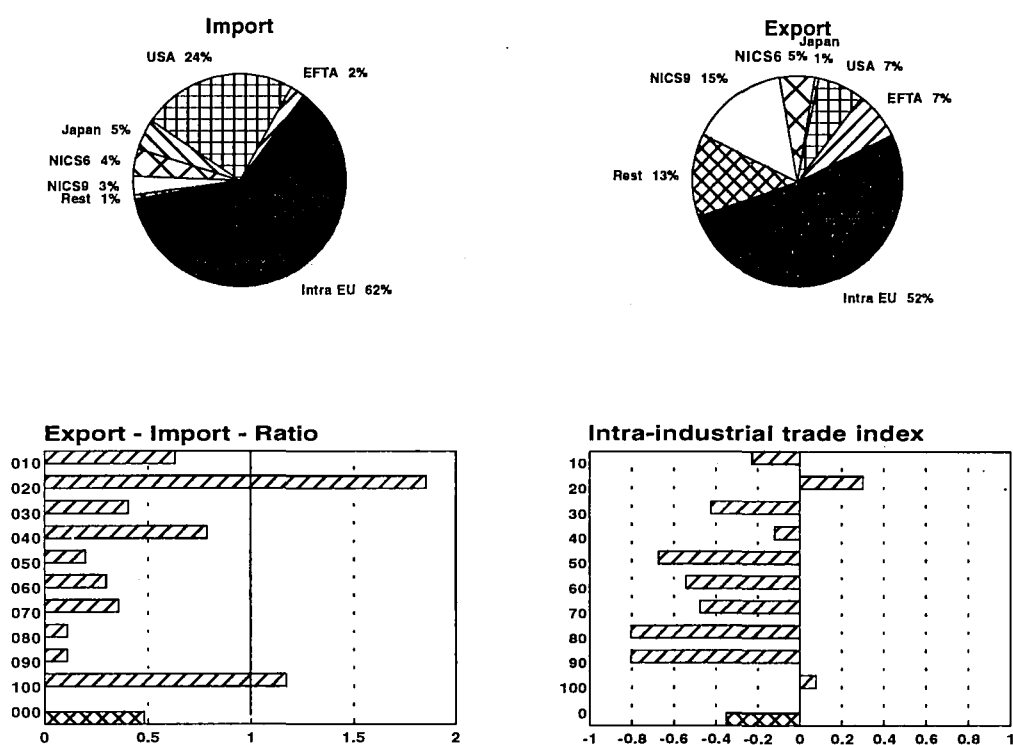 Import
USA 24%
EFTA 2%
Japan 5%
NICS6 4%
NICS9 3%
Rest 1%
Intra EU 62%
Export
Japan
NICS6 5% 1%
USA 7%
NICS9 15%
EFTA 7%
Rest 13%
Intra EU 52%
Export - Import - Ratio
010
020
030
040
050
060
070
080
090
100
000
0 0.5 1 1.5 2
Intra-industrial trade index
10
20
30
40
50
60
70
80
90
100
0
-1 -0.8 -0.6 -0.4 -0.2 0 0.2 0.4 0.6 0.8 1